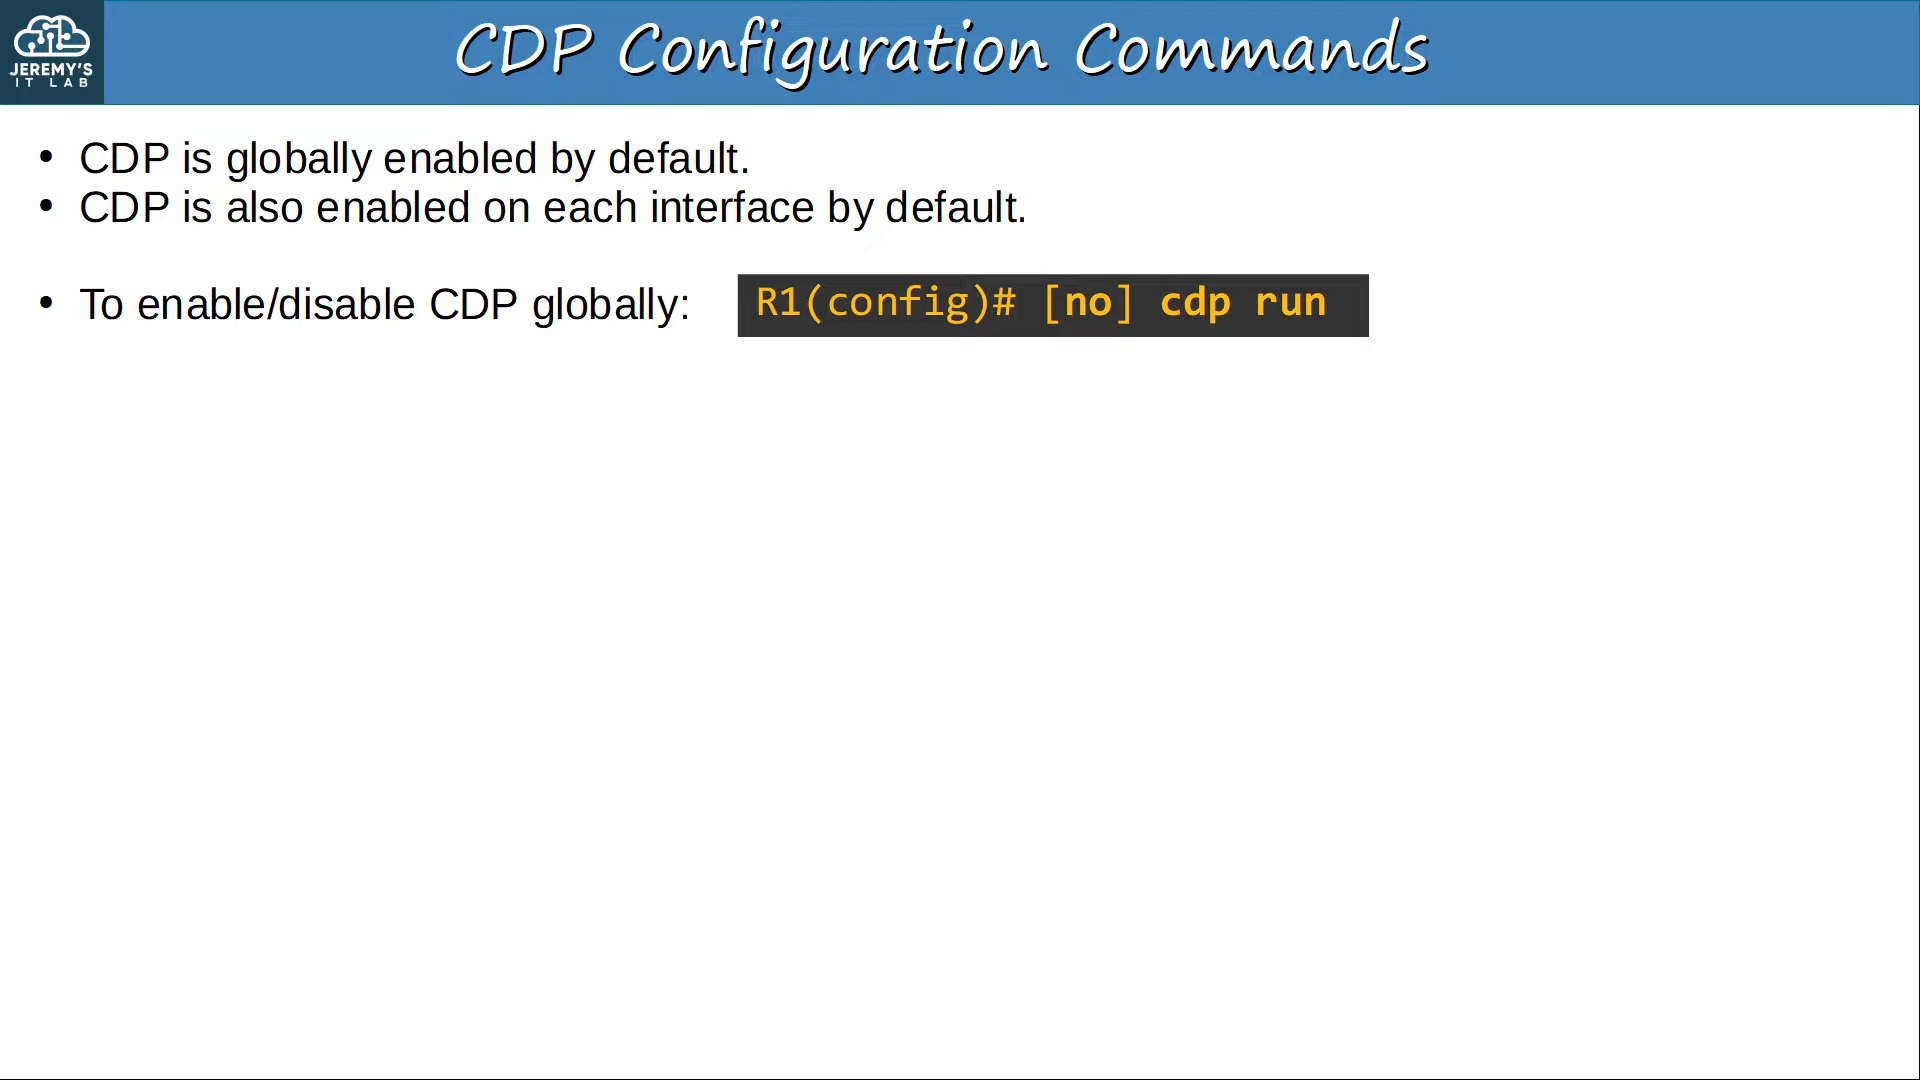 JEREMY'S
IT LAB
CDP Configuration Commands
• CDP is globally enabled by default.
• CDP is also enabled on each interface by default.
• To enable/disable CDP globally: R1(config)# [no] cdp run